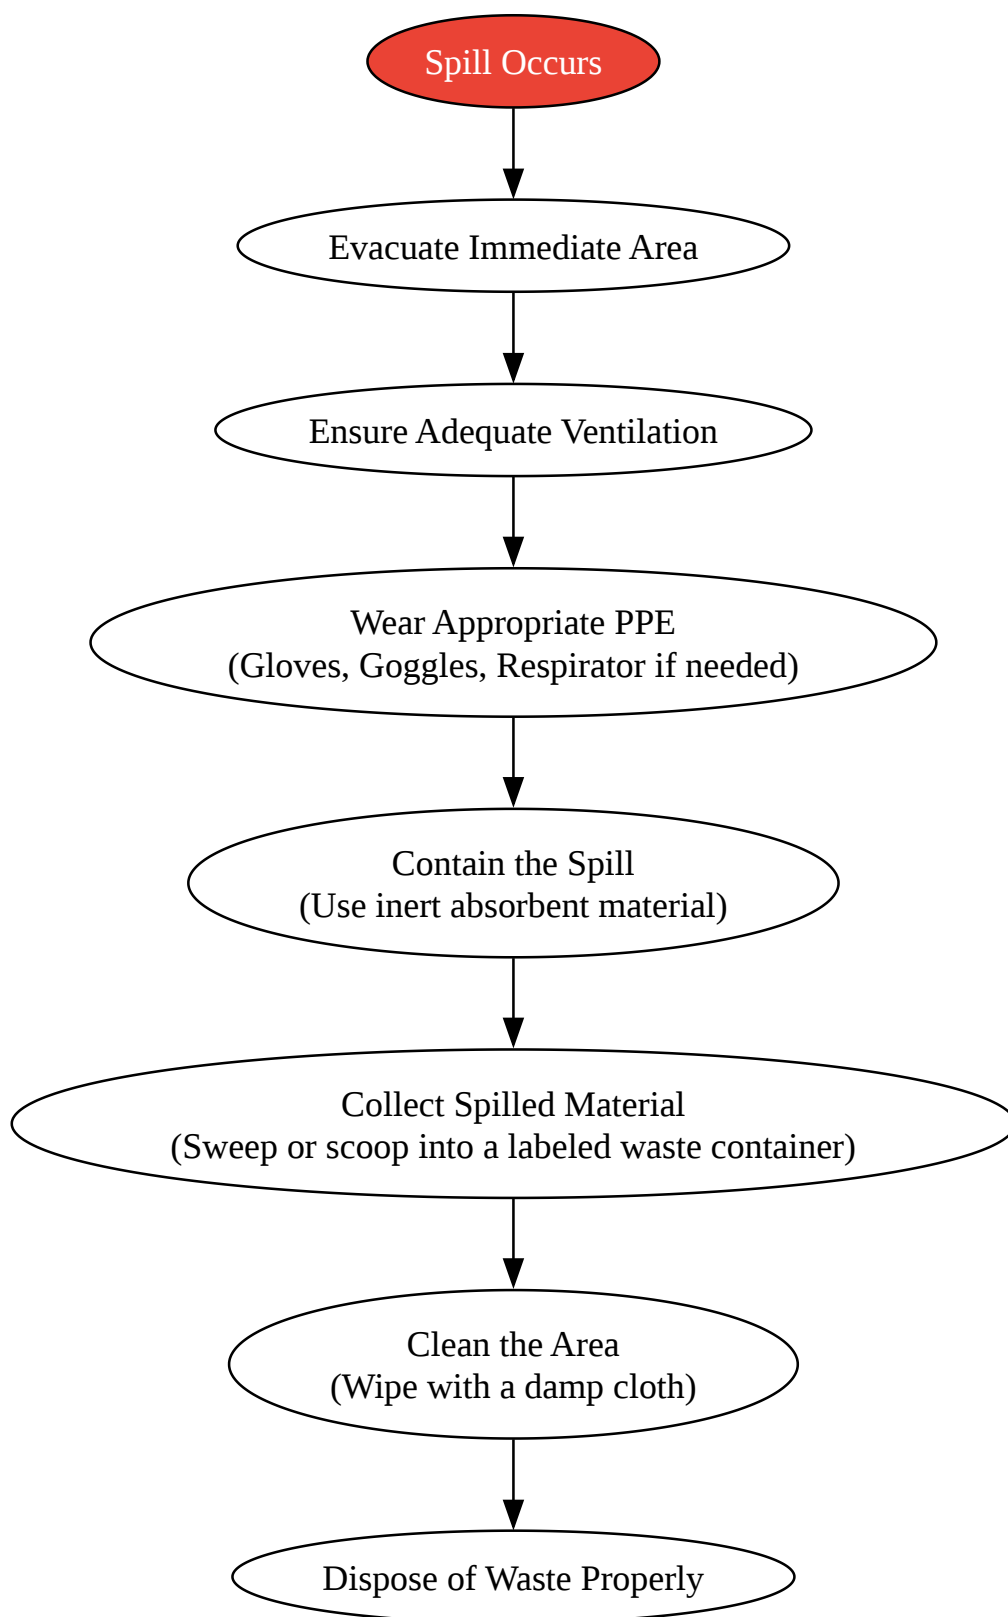 Spill Occurs
Evacuate Immediate Area
Ensure Adequate Ventilation
Wear Appropriate PPE
(Gloves, Goggles, Respirator if needed)
Contain the Spill
(Use inert absorbent material)
Collect Spilled Material
(Sweep or scoop into a labeled waste container)
Clean the Area
(Wipe with a damp cloth)
Dispose of Waste Properly